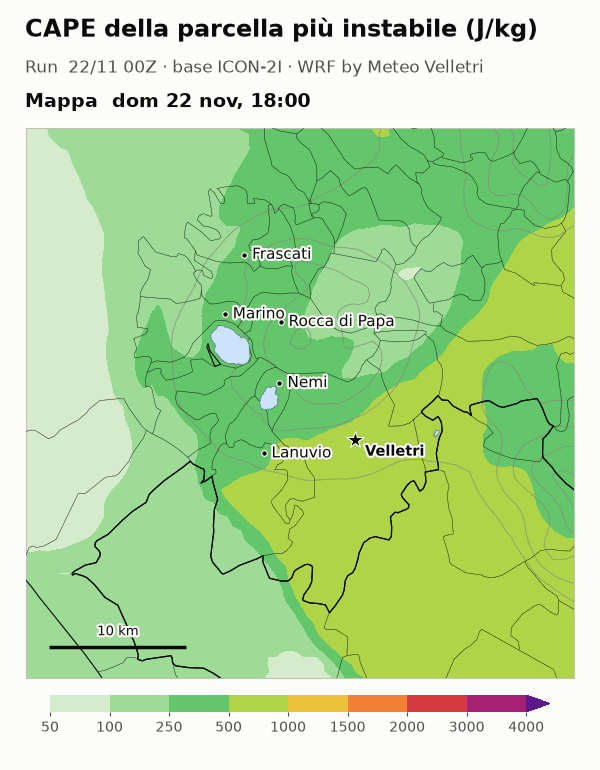 CAPE della parcella più instabile (J/kg)
Run  22/11 00Z · base ICON-2I · WRF by Meteo Velletri
Mappa  dom 22 nov, 18:00
Frascati
Marino
Rocca di Papa
Nemi
Velletri
Lanuvio
10 km
50 100 250 500 1000 1500 2000 3000 4000